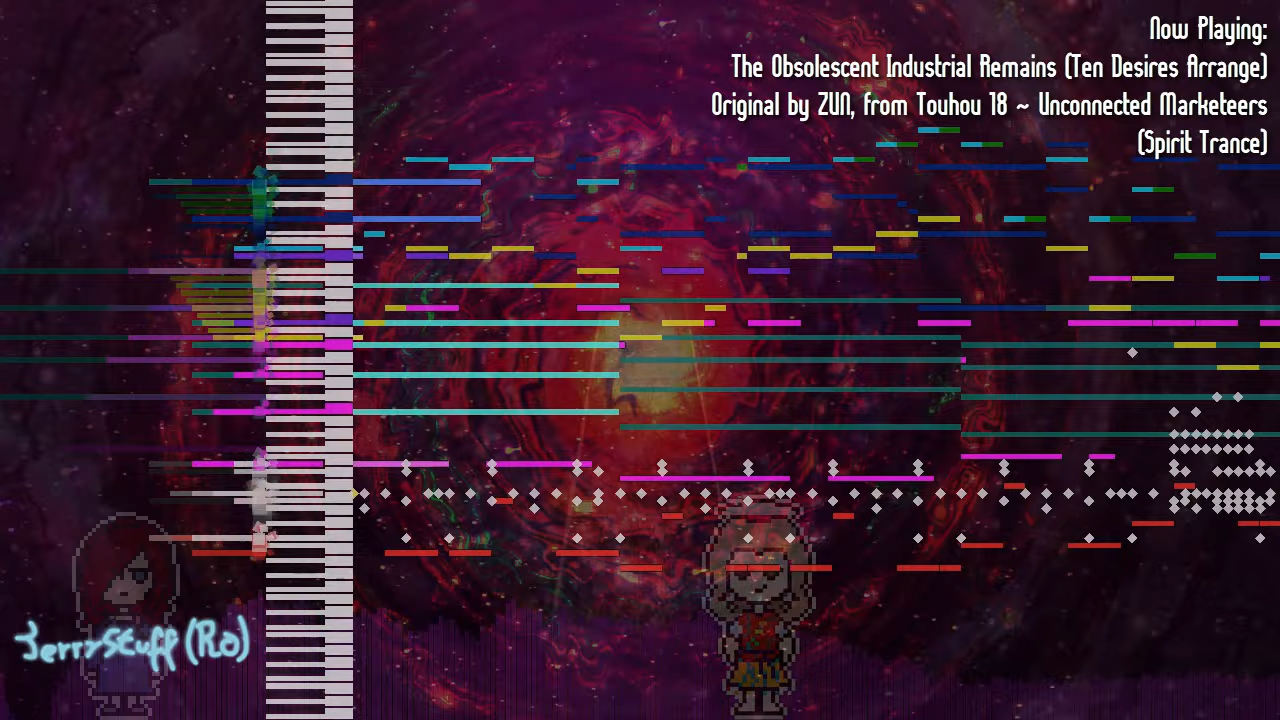 Now Playing:
The Obsolescent Industrial Remains (Ten Desires Arrange)
Original by ZUN, from Touhou 18 ~ Unconnected Marketeers
(Spirit Trance)
JerryStuff (Ro)